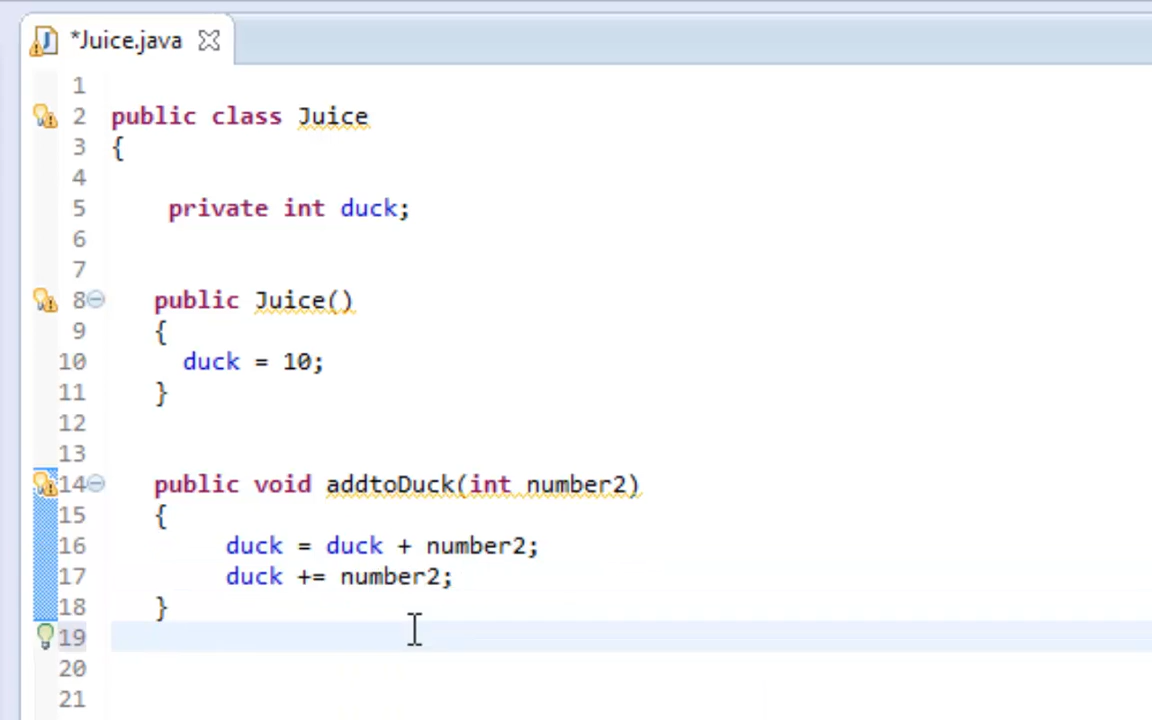 *Juice.java
1
2 public class Juice
3 {
4
5 private int duck;
6
7
8 public Juice()
9 {
10 duck = 10;
11 }
12
13
14 public void addtoDuck(int number2)
15 {
16 duck = duck + number2;
17 duck += number2;
18 }
19
20
21